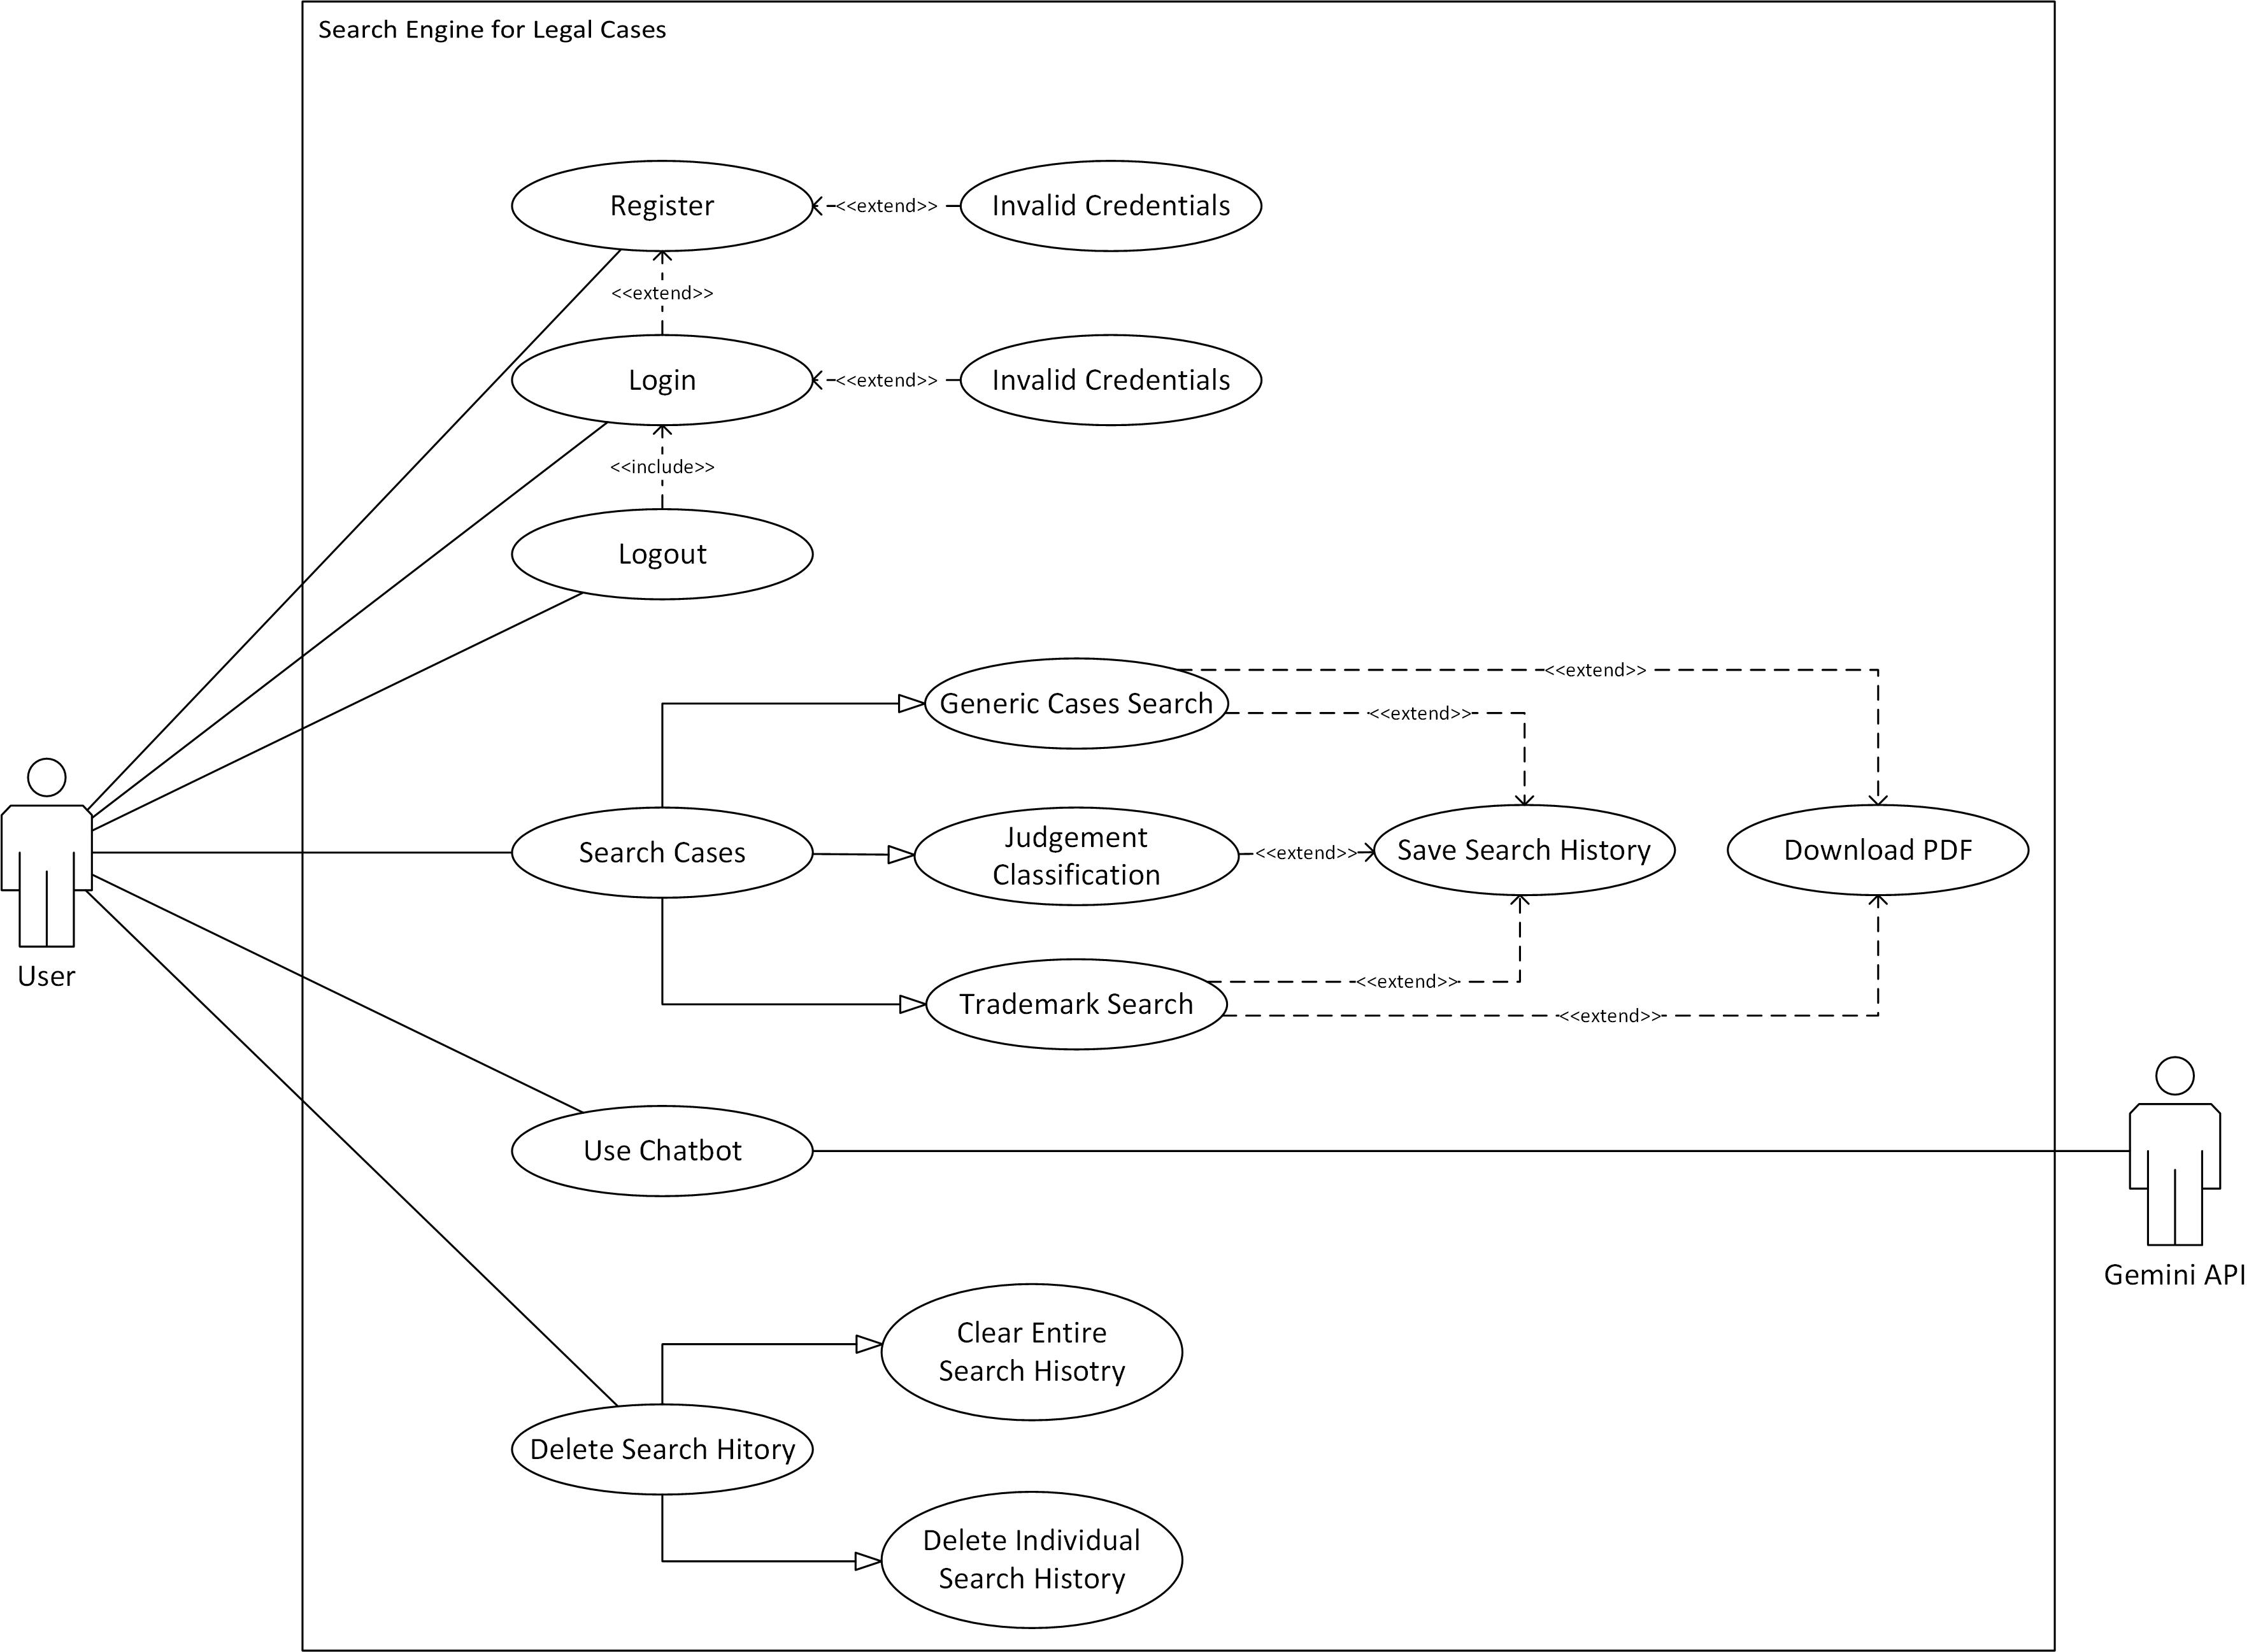 Search Engine for Legal Cases
Register
<<extend>>
Invalid Credentials
<<extend>>
Login
<<extend>>
Invalid Credentials
<<include>>
Logout
<<extend>>
Generic Cases Search
<<extend>>
Search Cases
Judgement
Classification
<<extend>>
Save Search History
Download PDF
User
<<extend>>
Trademark Search
<<extend>>
Use Chatbot
Gemini API
Clear Entire
Search Hisotry
Delete Search Hitory
Delete Individual
Search History